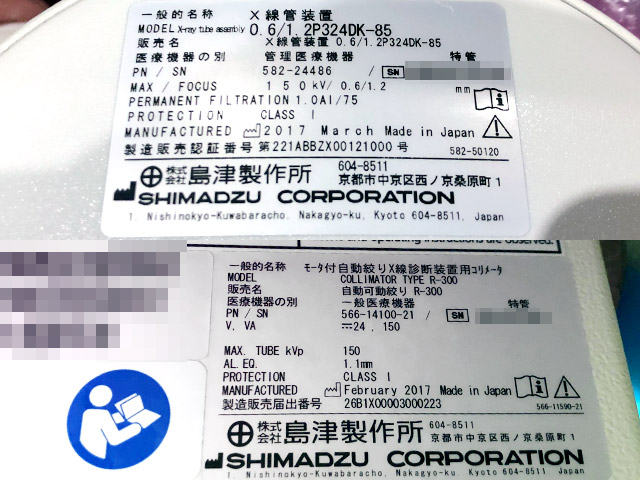 一般的名称 X線管装置
MODEL X-ray tube assembly 0.6/1.2P324DK-85
販売名 X線管装置 0.6/1.2P324DK-85
医療機器の別 管理医療機器 特管
PN / SN 582-24486 / SN
MAX / FOCUS 150kV/0.6/1.2 mm
PERMANENT FILTRATION 1.0Al/75
PROTECTION CLASS I
MANUFACTURED 2017 March Made in Japan
製造販売認証番号 第221ABBZX00121000号
582-50120
株式会社 島津製作所 604-8511
京都市中京区西ノ京桑原町1
SHIMADZU CORPORATION
1, Nishinokyo-Kuwabaracho, Nakagyo-ku, Kyoto 604-8511, Japan
and operating instructions are observed.
一般的名称 モータ付自動絞りX線診断装置用コリメータ
MODEL COLLIMATOR TYPE R-300
販売名 自動可動絞り R-300
医療機器の別 一般医療機器 特管
PN / SN 566-14100-21 / SN
V, VA 24, 150
MAX. TUBE kVp 150
AL. EQ. 1.1mm
PROTECTION CLASS I
MANUFACTURED February 2017 Made in Japan
製造販売届出番号 26B1X00003000223
566-11590-21
株式会社 島津製作所 604-8511
京都市中京区西ノ京桑原町1
SHIMADZU CORPORATION
1, Nishinokyo-Kuwabaracho, Nakagyo-ku, Kyoto 604-8511, Japan